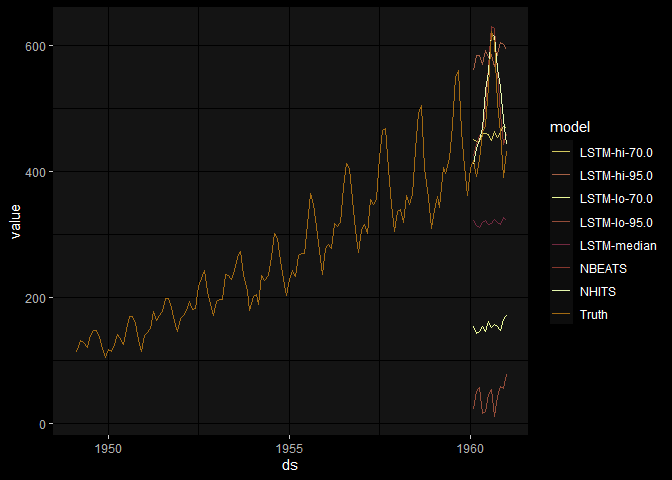 600
400
200
0
value
1950
1955
1960
ds
model
LSTM-hi-70.0
LSTM-hi-95.0
LSTM-lo-70.0
LSTM-lo-95.0
LSTM-median
NBEATS
NHITS
Truth